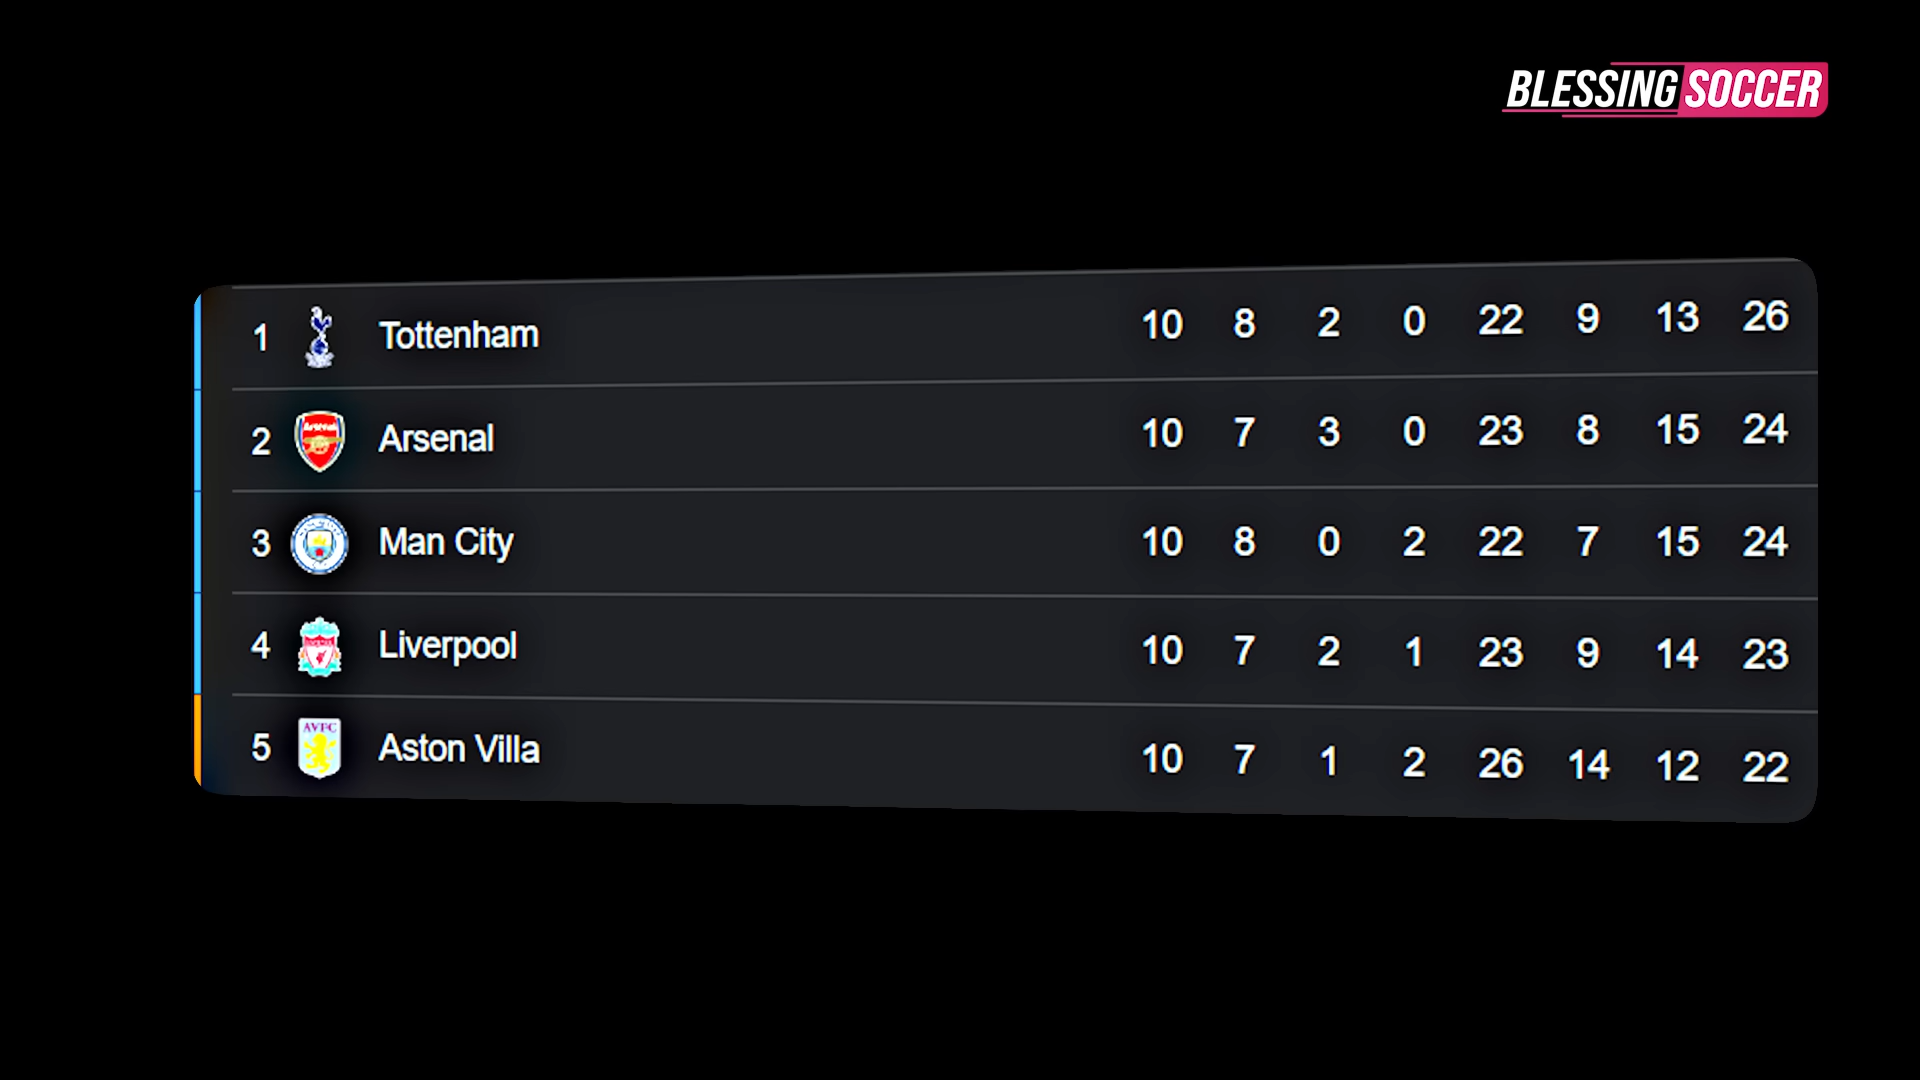 BLESSING SOCCER
1 Tottenham 10 8 2 0 22 9 13 26
2 Arsenal 10 7 3 0 23 8 15 24
3 Man City 10 8 0 2 22 7 15 24
4 Liverpool 10 7 2 1 23 9 14 23
AVFC
5 Aston Villa 10 7 1 2 26 14 12 22